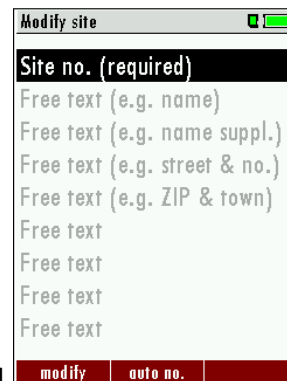 Modify site
Site no. (required)
Free text (e.g. name)
Free text (e.g. name suppl.)
Free text (e.g. street & no.)
Free text (e.g. ZIP & town)
Free text
Free text
Free text
Free text
modify auto no.